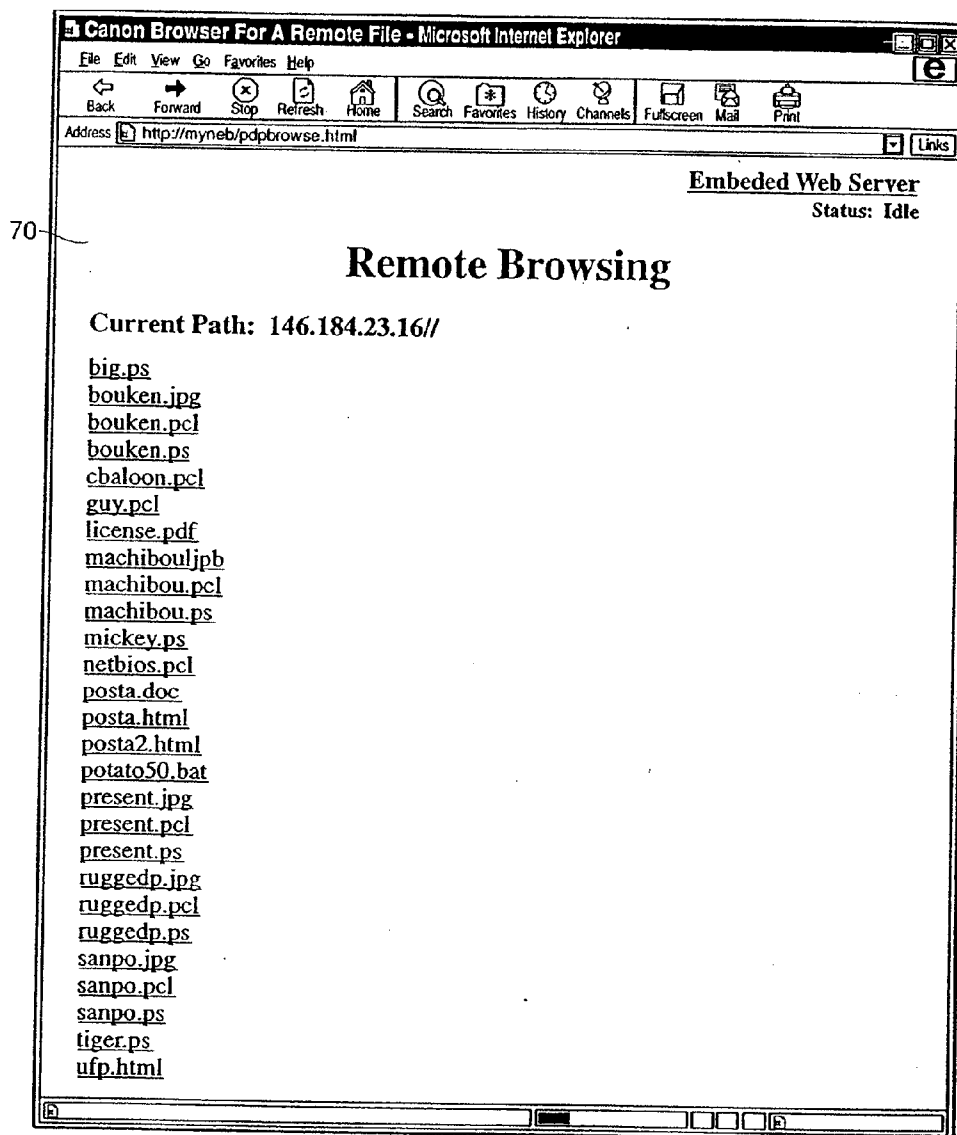 Canon Browser For A Remote File - Microsoft Internet Explorer
File Edit View Go Favorites Help
Back Forward Stop Refresh Home Search Favorites History Channels Fullscreen Mail Print
Address http://myneb/pdpbrowse.html Links
Embeded Web Server
Status: Idle
70
Remote Browsing
Current Path: 146.184.23.16//
big.ps
bouken.jpg
bouken.pcl
bouken.ps
cbaloon.pcl
guy.pcl
license.pdf
machibouljpb
machibou.pcl
machibou.ps
mickey.ps
netbios.pcl
posta.doc
posta.html
posta2.html
potato50.bat
present.jpg
present.pcl
present.ps
ruggedp.jpg
ruggedp.pcl
ruggedp.ps
sanpo.jpg
sanpo.pcl
sanpo.ps
tiger.ps
ufp.html